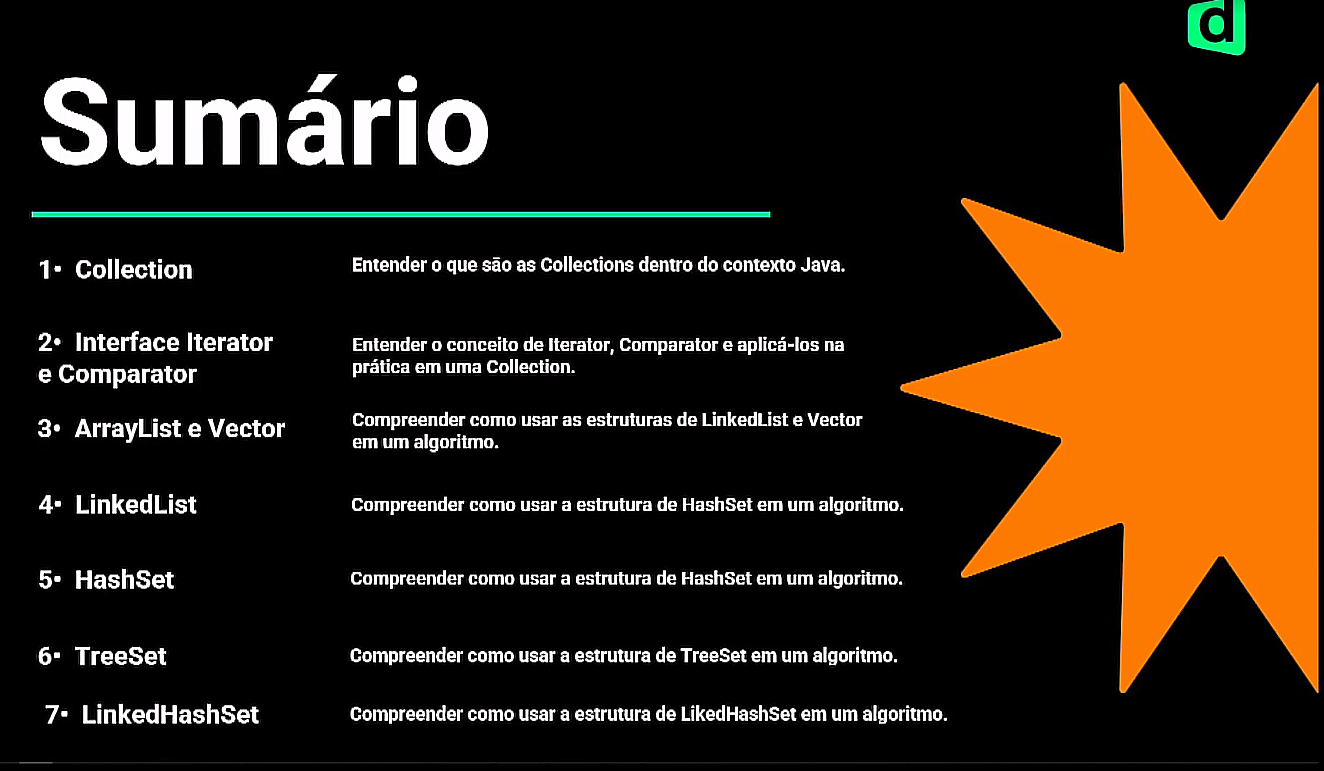 d
Sumário
1• Collection
Entender o que são as Collections dentro do contexto Java.
2• Interface Iterator
e Comparator
Entender o conceito de Iterator, Comparator e aplicá-los na
prática em uma Collection.
3• ArrayList e Vector
Compreender como usar as estruturas de LinkedList e Vector
em um algoritmo.
4• LinkedList
Compreender como usar a estrutura de HashSet em um algoritmo.
5• HashSet
Compreender como usar a estrutura de HashSet em um algoritmo.
6• TreeSet
Compreender como usar a estrutura de TreeSet em um algoritmo.
7• LinkedHashSet
Compreender como usar a estrutura de LikedHashSet em um algoritmo.